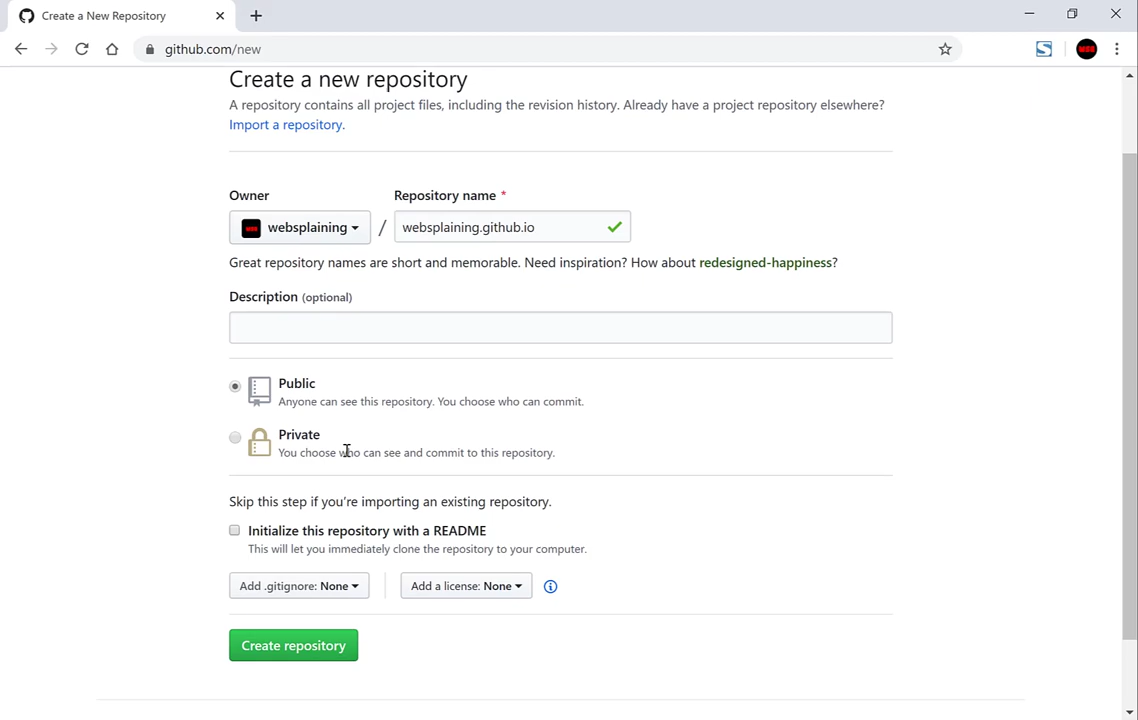 Create a New Repository
github.com/new
Create a new repository
A repository contains all project files, including the revision history. Already have a project repository elsewhere?
Import a repository.
Owner
Repository name *
websplaining
/
websplaining.github.io
Great repository names are short and memorable. Need inspiration? How about redesigned-happiness?
Description (optional)
Public
Anyone can see this repository. You choose who can commit.
Private
You choose who can see and commit to this repository.
Skip this step if you're importing an existing repository.
Initialize this repository with a README
This will let you immediately clone the repository to your computer.
Add .gitignore: None
Add a license: None
Create repository